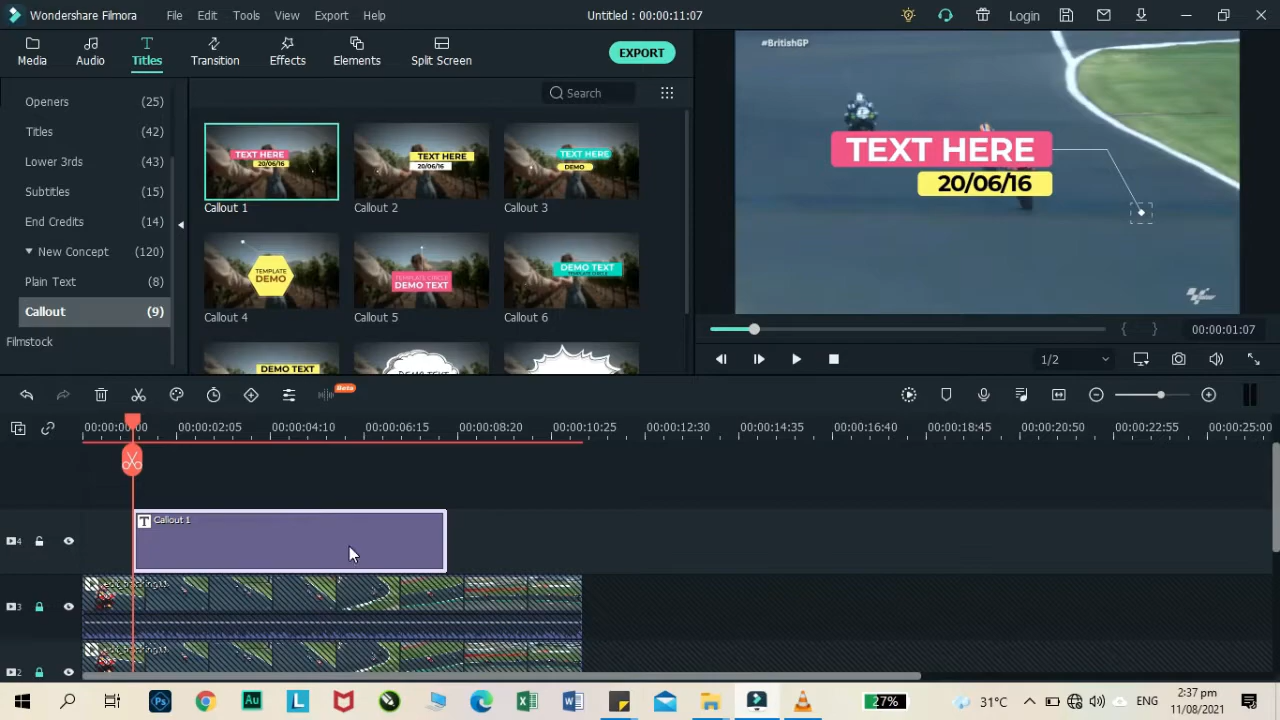 Wondershare Filmora
File Edit Tools View Export Help
Untitled : 00:00:11:07
Login
Media Audio Titles Transition Effects Elements Split Screen
EXPORT
Openers (25)
Titles (42)
Lower 3rds (43)
Subtitles (15)
End Credits (14)
New Concept (120)
Plain Text (8)
Callout (9)
Filmstock
Search
TEXT HERE
20/06/16
Callout 1
TEXT HERE
20/06/16
Callout 2
TEXT HERE
DEMO
Callout 3
TEMPLATE
DEMO
Callout 4
TEMPLATE CIRCLE
DEMO TEXT
Callout 5
DEMO TEXT
Callout 6
DEMO TEXT
DEMO TEXT
#BritishGP
TEXT HERE
20/06/16
00:00:01:07
1/2
Beta
00:00:00:00 00:00:02:05 00:00:04:10 00:00:06:15 00:00:08:20 00:00:10:25 00:00:12:30 00:00:14:35 00:00:16:40 00:00:18:45 00:00:20:50 00:00:22:55 00:00:25:00
T Callout 1
4
3
2
Ps
Au
L
27%
31°C
ENG
2:37 pm
11/08/2021